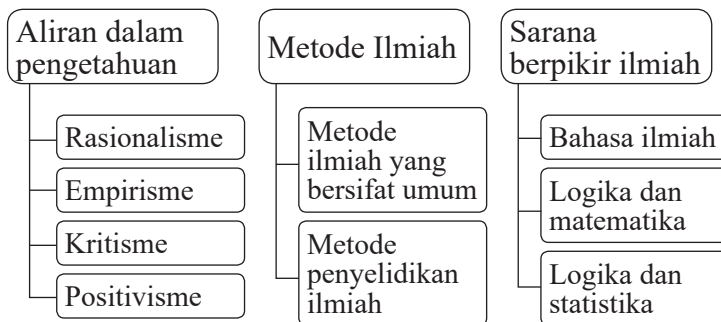 Aliran dalam
pengetahuan
Rasionalisme
Empirisme
Kritisme
Positivisme
Metode Ilmiah
Metode
ilmiah yang
bersifat umum
Metode
penyelidikan
ilmiah
Sarana
berpikir ilmiah
Bahasa ilmiah
Logika dan
matematika
Logika dan
statistika